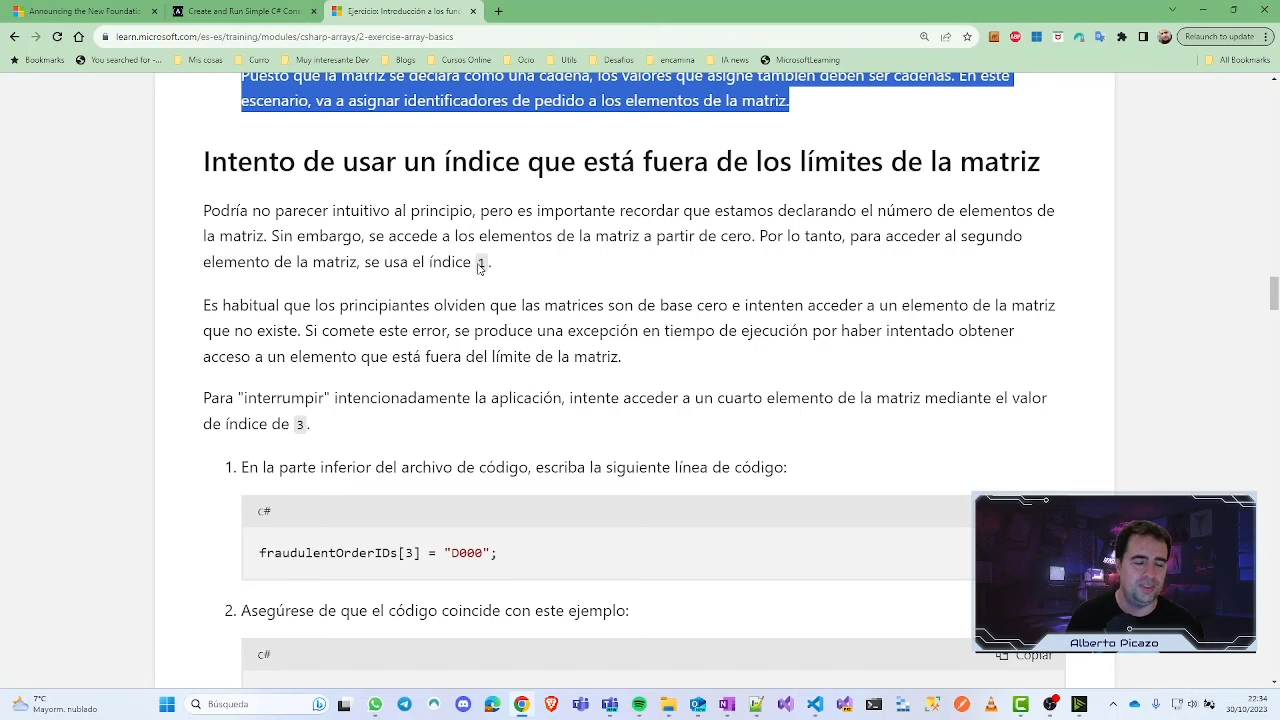 Announcing the New Foundatic
Create and Run Simple C# Con
Ejercicio: Introducción a los fun
learn.microsoft.com/es-es/training/modules/csharp-arrays/2-exercise-array-basics
Relaunch to update
Bookmarks
You searched for -...
Mis cosas
Curro
Muy interesante Dev
Blogs
Cursos Online
Ocio
Utils
Desafios
encamina
IA news
MicrosoftLearning
All Bookmarks
Puesto que la matriz se declara como una cadena, los valores que asigne también deben ser cadenas. En este
escenario, va a asignar identificadores de pedido a los elementos de la matriz.
Intento de usar un índice que está fuera de los límites de la matriz
Podría no parecer intuitivo al principio, pero es importante recordar que estamos declarando el número de elementos de
la matriz. Sin embargo, se accede a los elementos de la matriz a partir de cero. Por lo tanto, para acceder al segundo
elemento de la matriz, se usa el índice 1.
Es habitual que los principiantes olviden que las matrices son de base cero e intenten acceder a un elemento de la matriz
que no existe. Si comete este error, se produce una excepción en tiempo de ejecución por haber intentado obtener
acceso a un elemento que está fuera del límite de la matriz.
Para "interrumpir" intencionadamente la aplicación, intente acceder a un cuarto elemento de la matriz mediante el valor
de índice de 3.
1. En la parte inferior del archivo de código, escriba la siguiente línea de código:
c#
fraudulentOrderIDs[3] = "D000";
2. Asegúrese de que el código coincide con este ejemplo:
c#
Copiar
Alberto Picazo
7°C
Mayorm. nublado
Búsqueda
22:34
30/10/2023